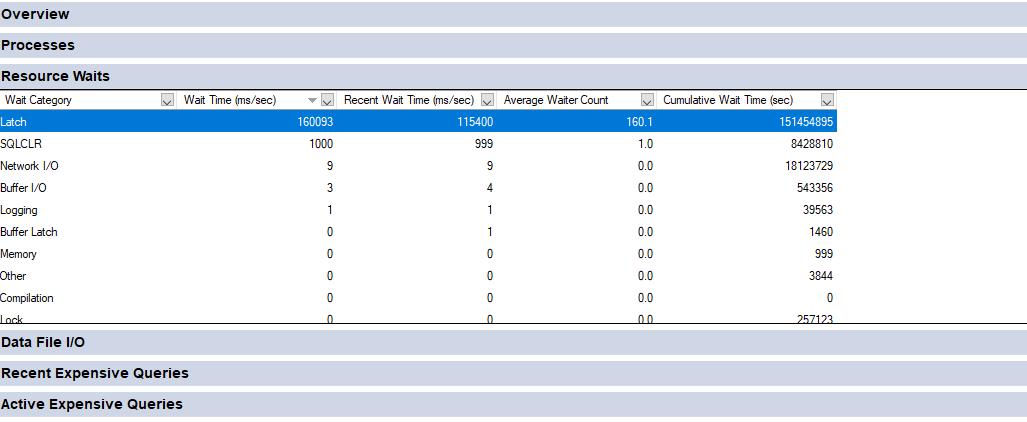 Overview
Processes
Resource Waits
Wait Category Wait Time (ms/sec) Recent Wait Time (ms/sec) Average Waiter Count Cumulative Wait Time (sec)
Latch 160093 115400 160.1 151454895
SQLCLR 1000 999 1.0 8428810
Network I/O 9 9 0.0 18123729
Buffer I/O 3 4 0.0 543356
Logging 1 1 0.0 39563
Buffer Latch 0 1 0.0 1460
Memory 0 0 0.0 999
Other 0 0 0.0 3844
Compilation 0 0 0.0 0
Lock 0 0 0.0 257123
Data File I/O
Recent Expensive Queries
Active Expensive Queries